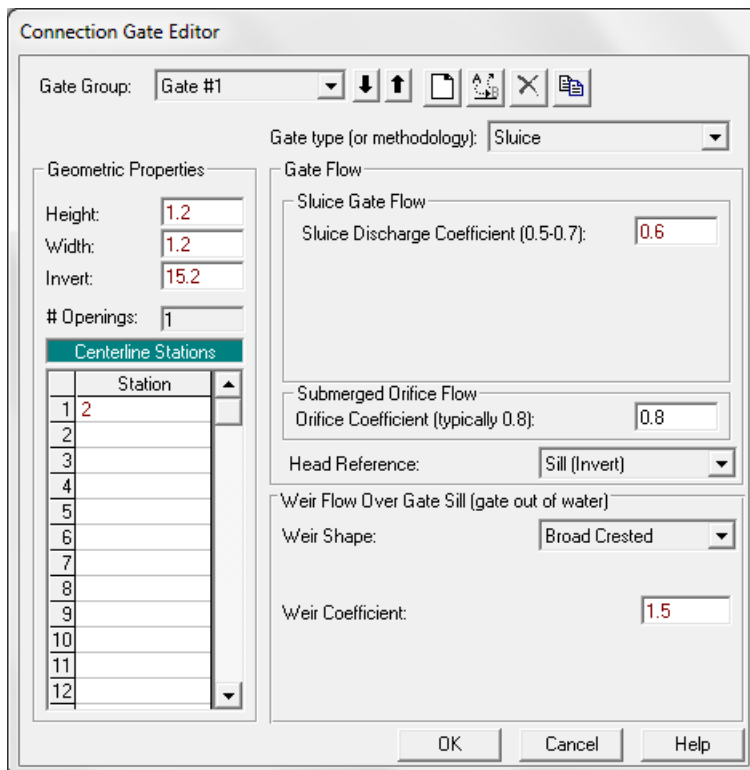 Connection Gate Editor
Gate Group: Gate #1
Gate type (or methodology): Sluice
Geometric Properties
Height: 1.2
Width: 1.2
Invert: 15.2
# Openings: 1
Centerline Stations
Station
1 2
2
3
4
5
6
7
8
9
10
11
12
Gate Flow
Sluice Gate Flow
Sluice Discharge Coefficient (0.5-0.7): 0.6
Submerged Orifice Flow
Orifice Coefficient (typically 0.8): 0.8
Head Reference: Sill (Invert)
Weir Flow Over Gate Sill (gate out of water)
Weir Shape: Broad Crested
Weir Coefficient: 1.5
OK Cancel Help